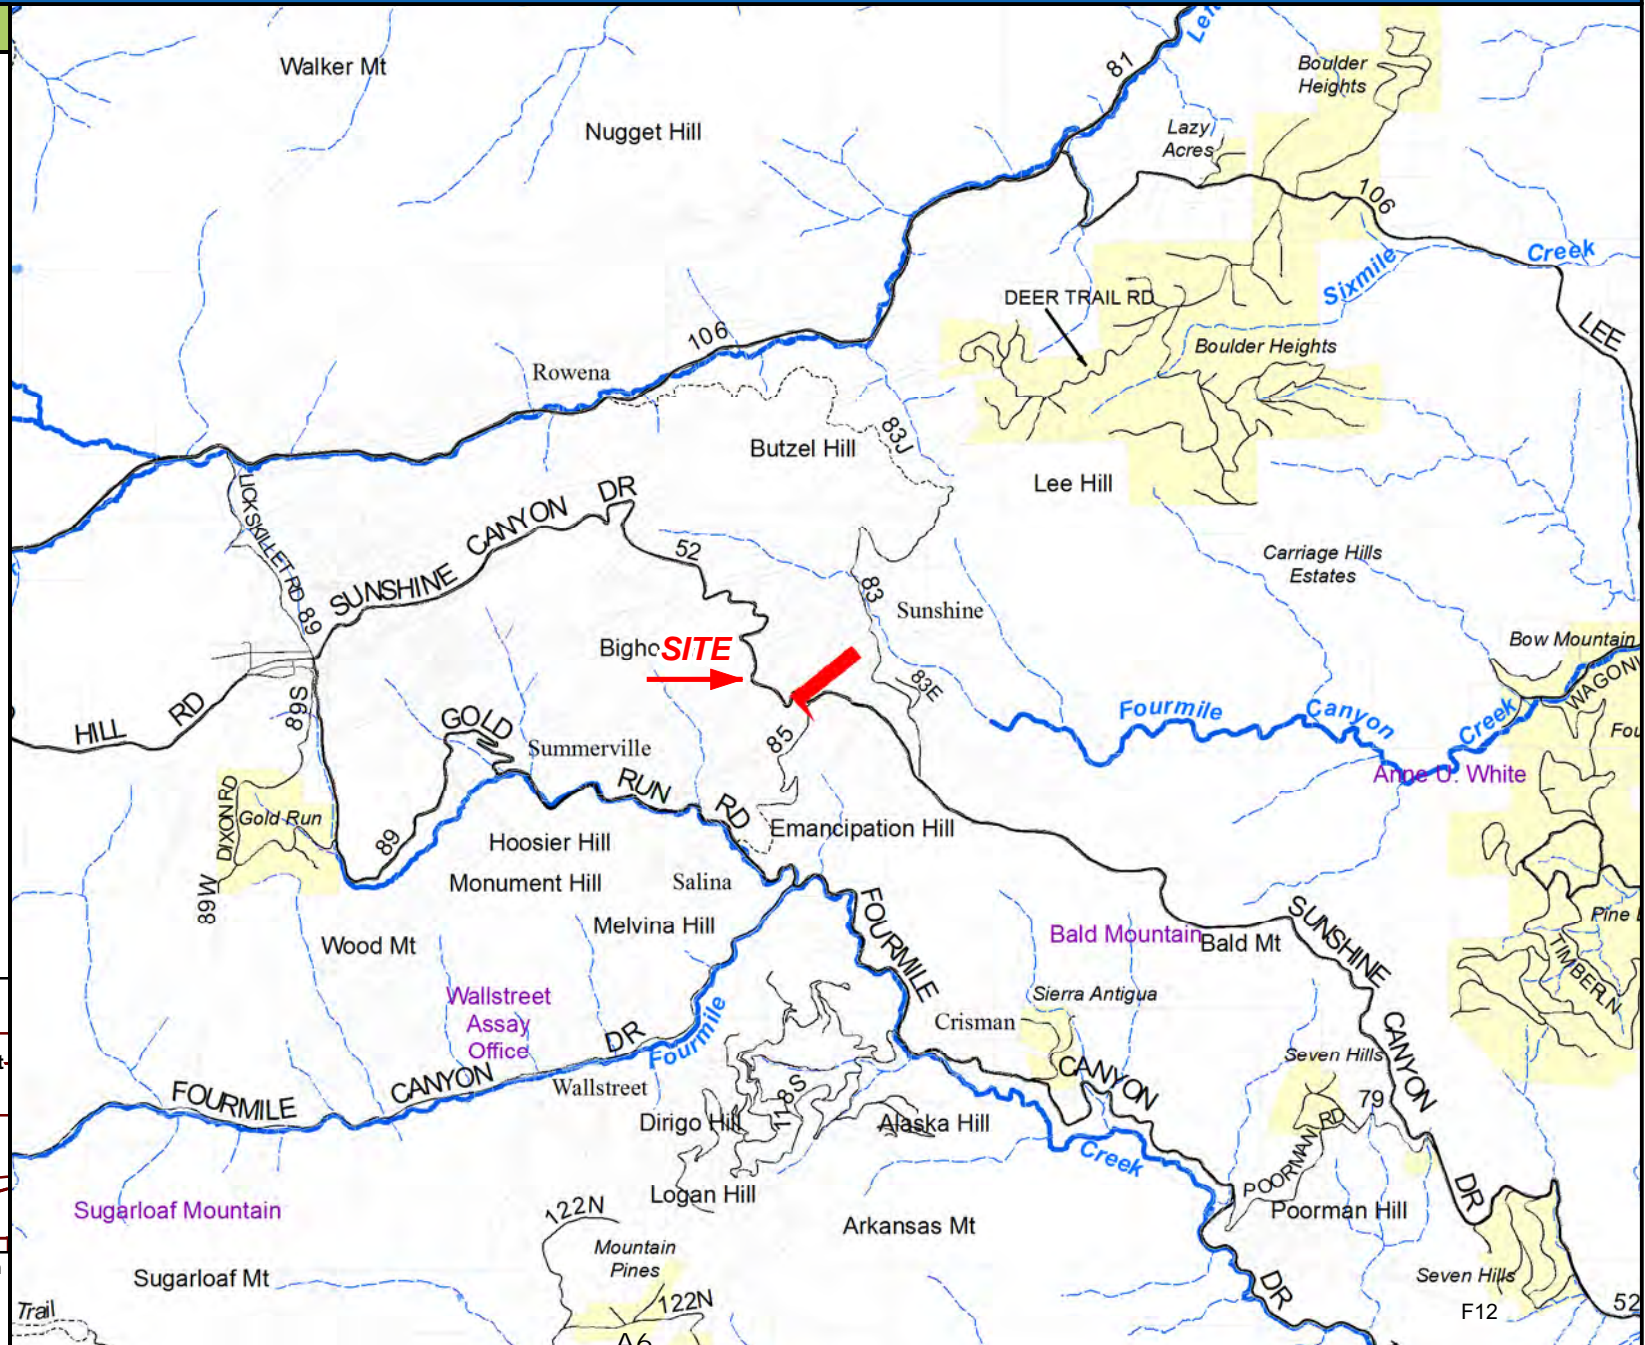 Walker Mt
Nugget Hill
81
Left
Boulder
Heights
Lazy
Acres
106
Sixmile
Creek
LEE
DEER TRAIL RD
Boulder Heights
106
Rowena
Butzel Hill
83J
Lee Hill
LICKSKILLET RD 89
SUNSHINE CANYON DR
52
83
Sunshine
Carriage Hills
Estates
Bow Mountain
WAGON
SITE
83E
Fourmile Canyon Creek
Anne U. White
HILL RD
89S
GOLD
Summerville
85
RUN
RD
DIXON RD
Gold Run
89
Hoosier Hill
Emancipation Hill
89W
Monument Hill
Salina
Melvina Hill
Wood Mt
FOURMILE
Bald Mountain
Bald Mt
SUNSHINE
TIMBER LN
Wallstreet
Assay
Office
DR
Fourmile
Crisman
Sierra Antigua
CANYON
Seven Hills
CANYON
FOURMILE
CANYON
Wallstreet
Dirigo Hill
118S
Alaska Hill
Creek
79
POORMAN RD
DR
Sugarloaf Mountain
Logan Hill
122N
Arkansas Mt
Poorman Hill
Mountain
Pines
Sugarloaf Mt
122N
DR
Seven Hills
52
Trail
F12
A6